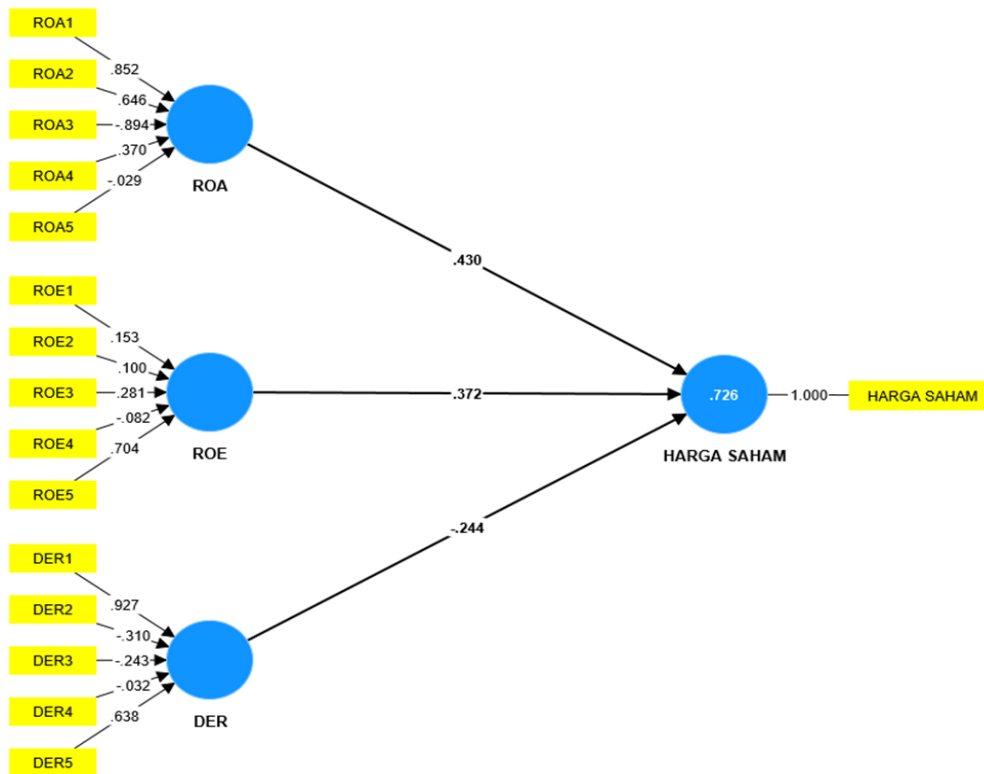 ROA1
.852
ROA2
.646
ROA3
-.894
ROA4
.370
ROA5
-.029
ROA
.430
ROE1
.153
ROE2
.100
ROE3
.281
ROE4
-.082
ROE5
.704
ROE
.372
.726
HARGA SAHAM
1.000
HARGA SAHAM
-.244
DER1
.927
DER2
-.310
DER3
-.243
DER4
-.032
DER5
.638
DER